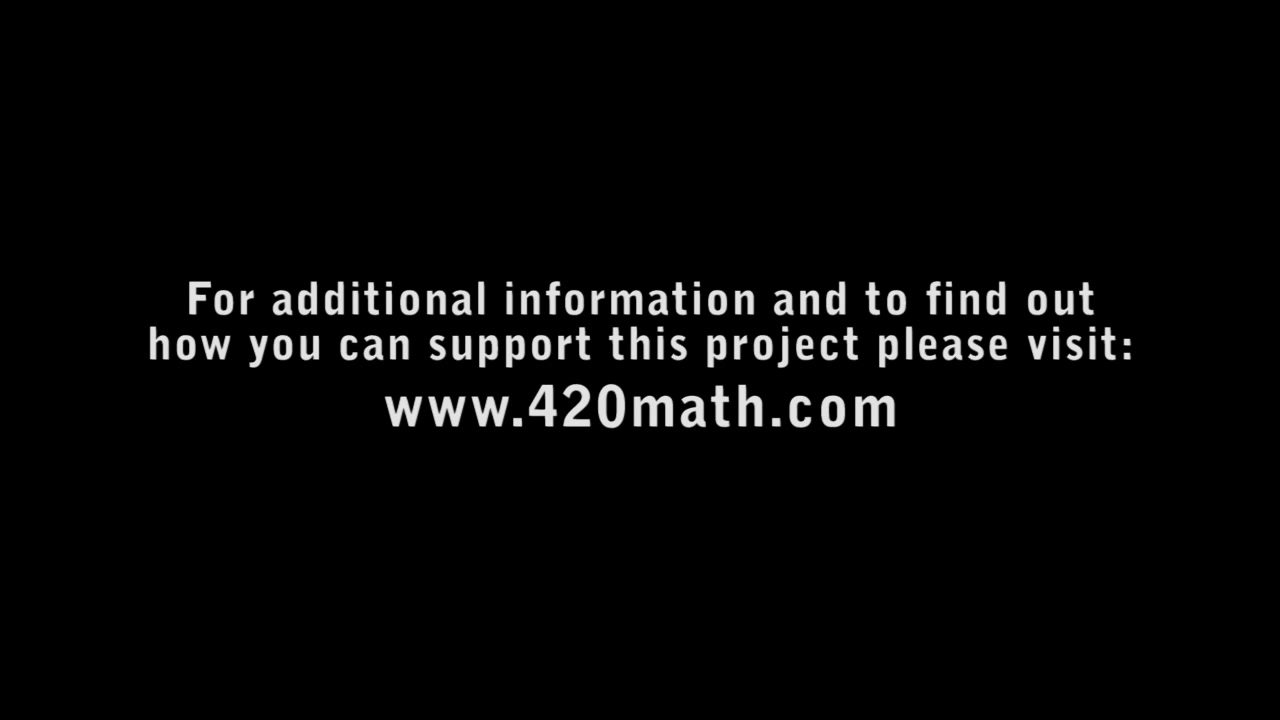 For additional information and to find out
how you can support this project please visit:
www.420math.com